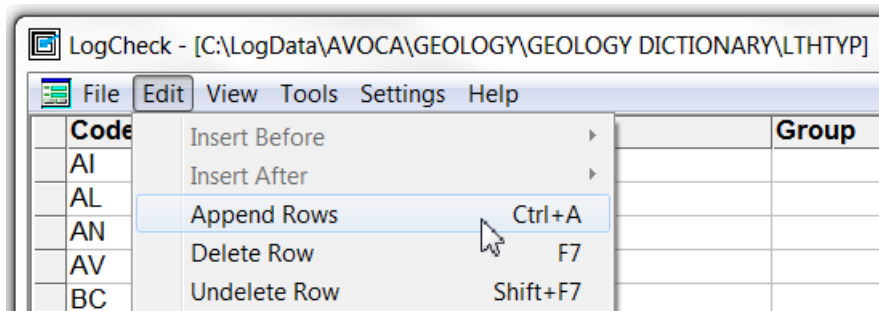 LogCheck - [C:\LogData\AVOCA\GEOLOGY\GEOLOGY DICTIONARY\LTHTYP]
File Edit View Tools Settings Help
Code Group
Insert Before
AI
Insert After
AL
Append Rows Ctrl+A
AN
Delete Row F7
AV
Undelete Row Shift+F7
BC